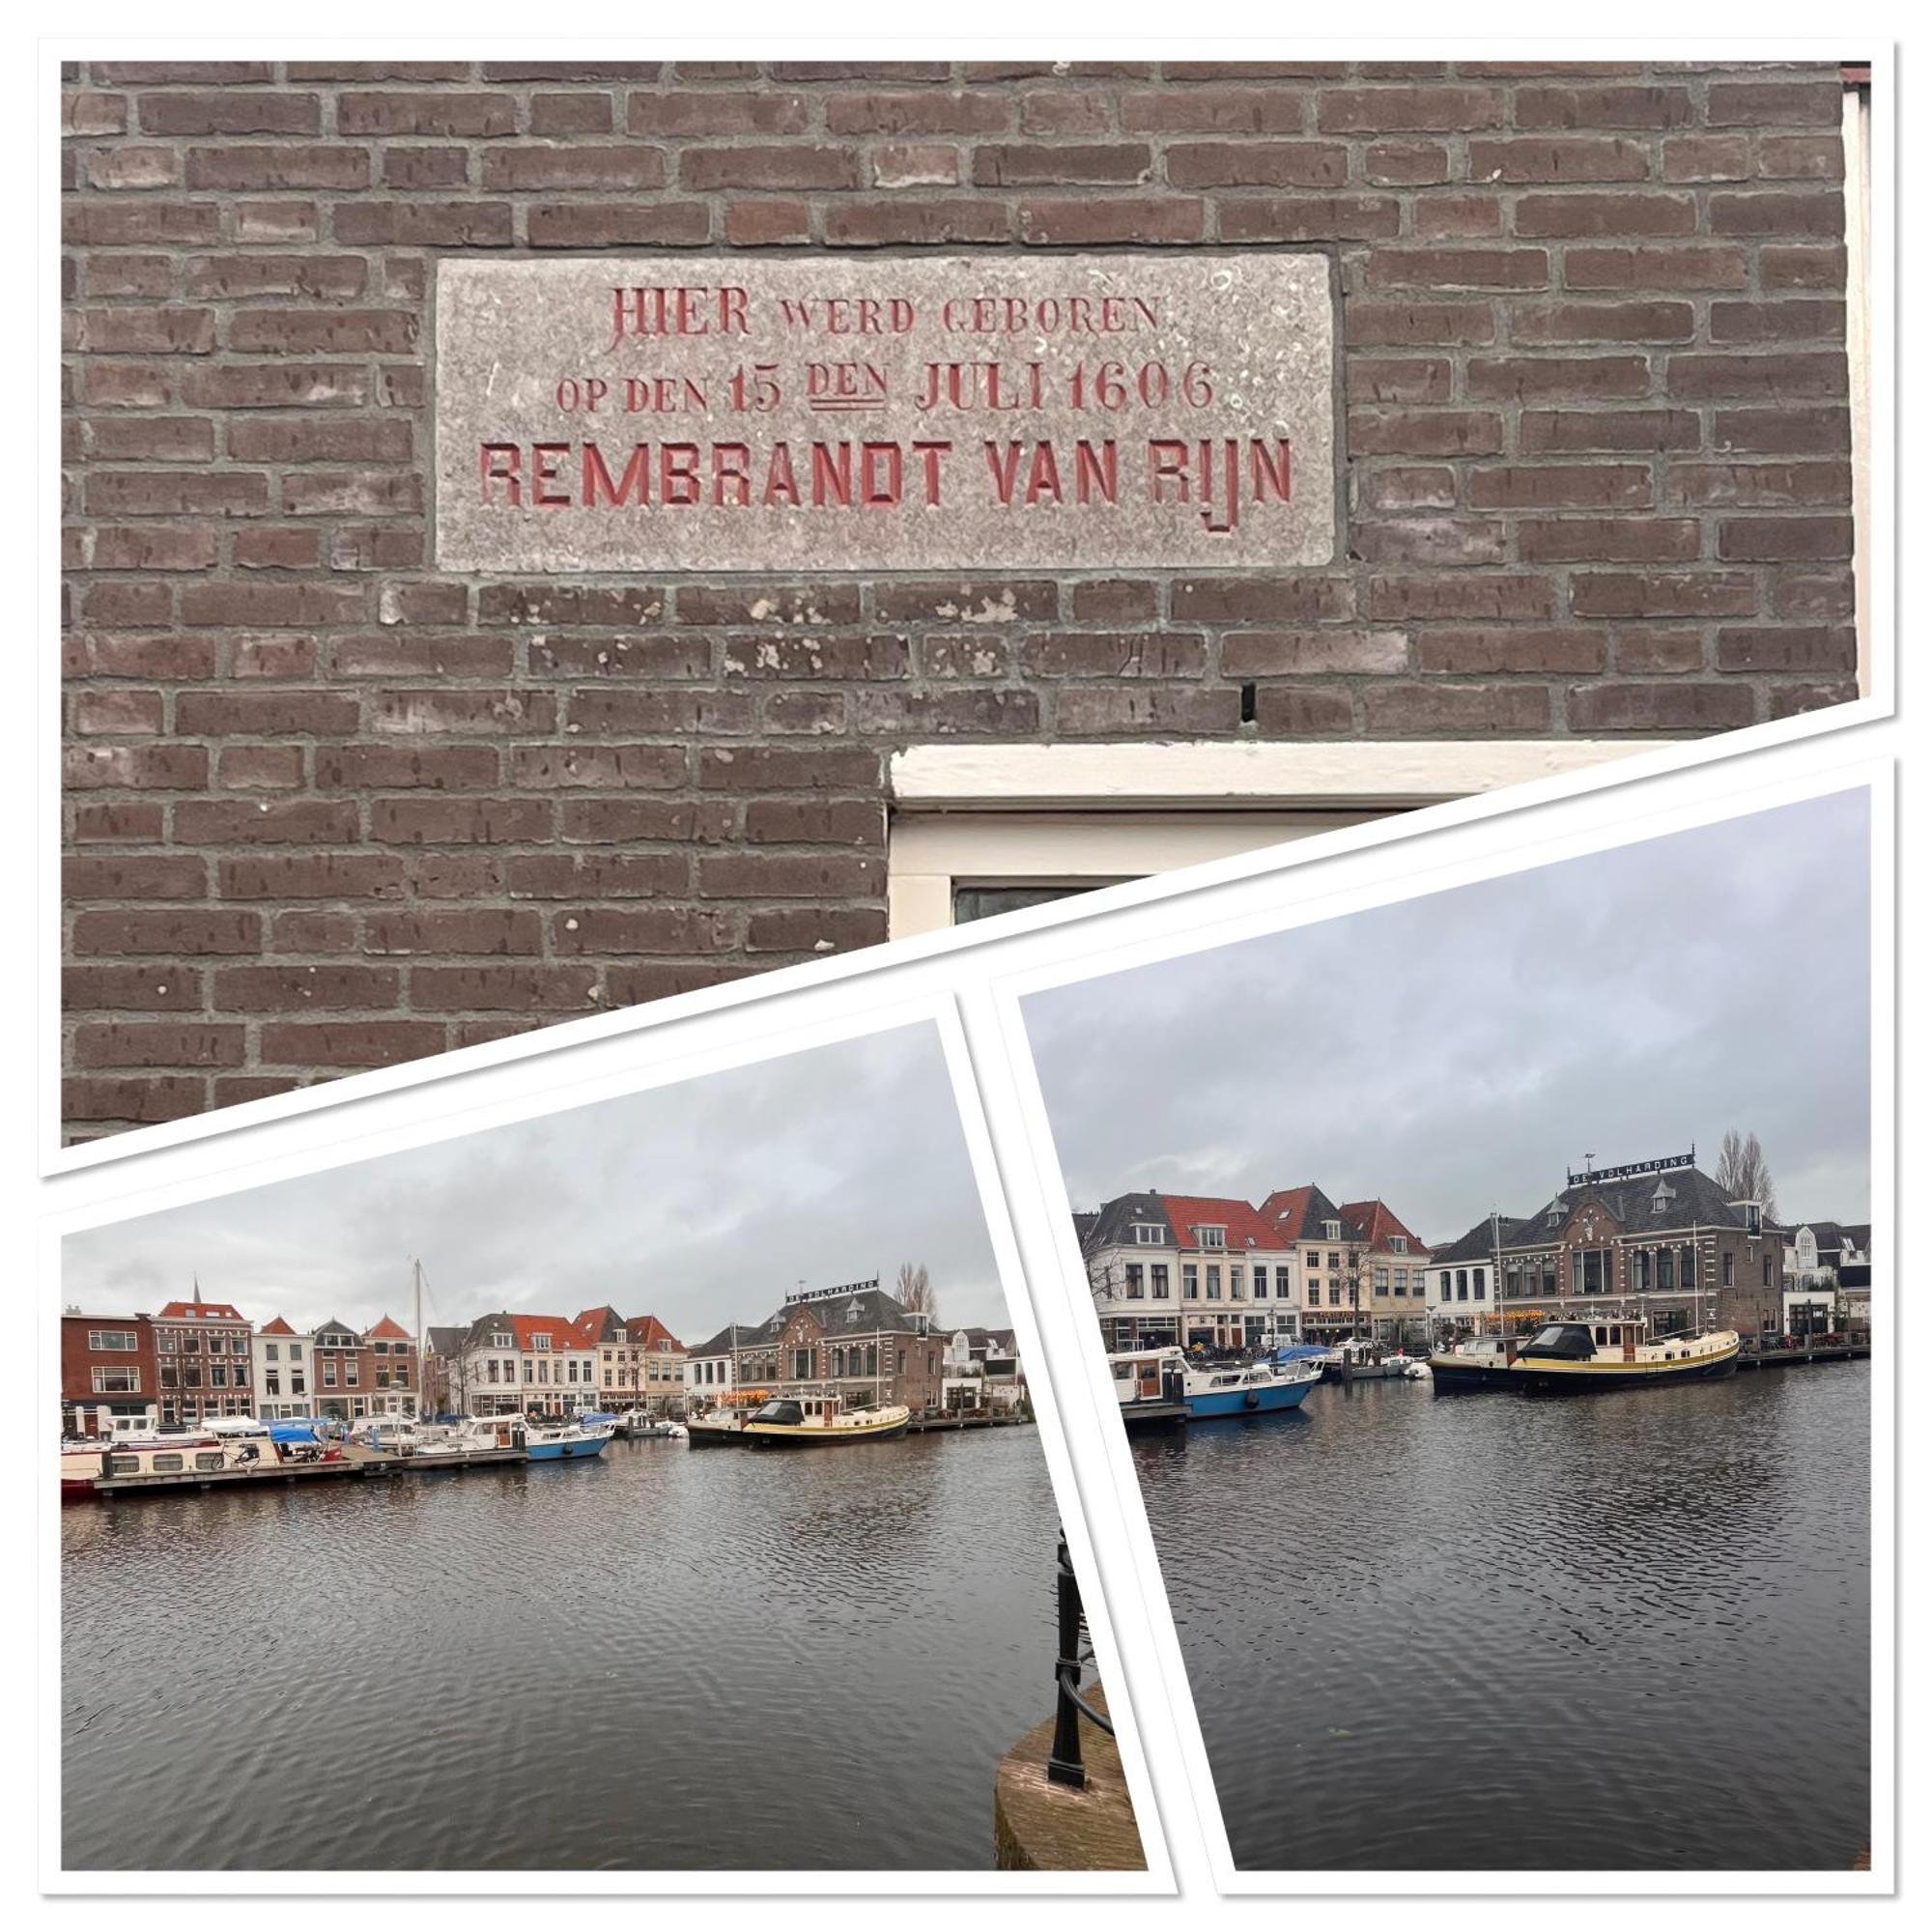 HIER WERD GEBOREN
OP DEN 15 DEN JULI 1606
REMBRANDT VAN RIJN
DE VOLHARDING
DE VOLHARDING